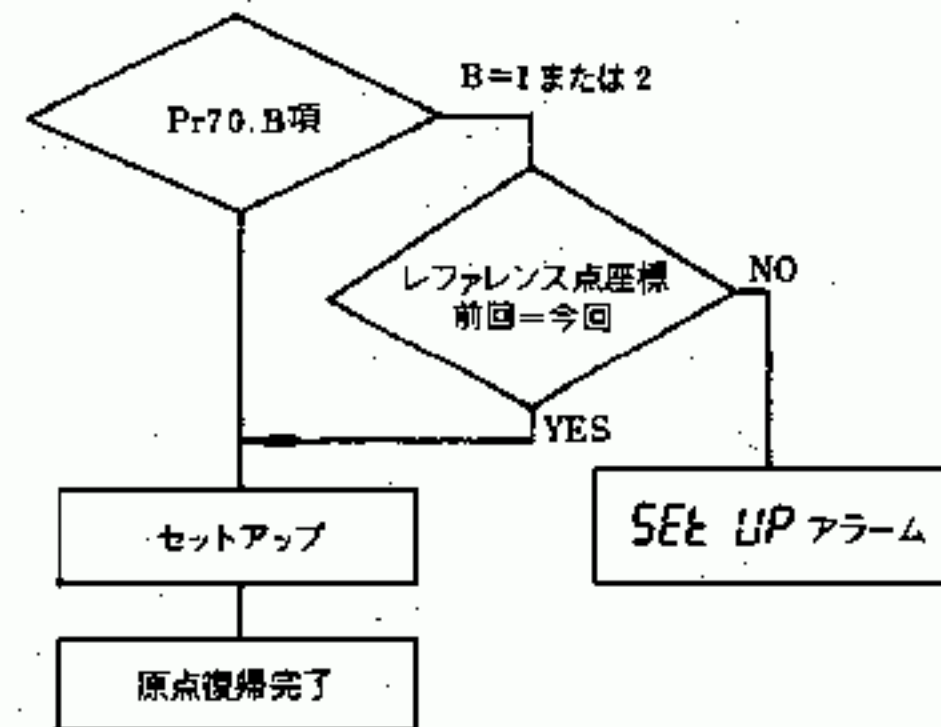 B=1 または 2
Pr70.B項
レファレンス点座標
前回=今回
NO
YES
セットアップ
SEt UP アラーム
原点復帰完了